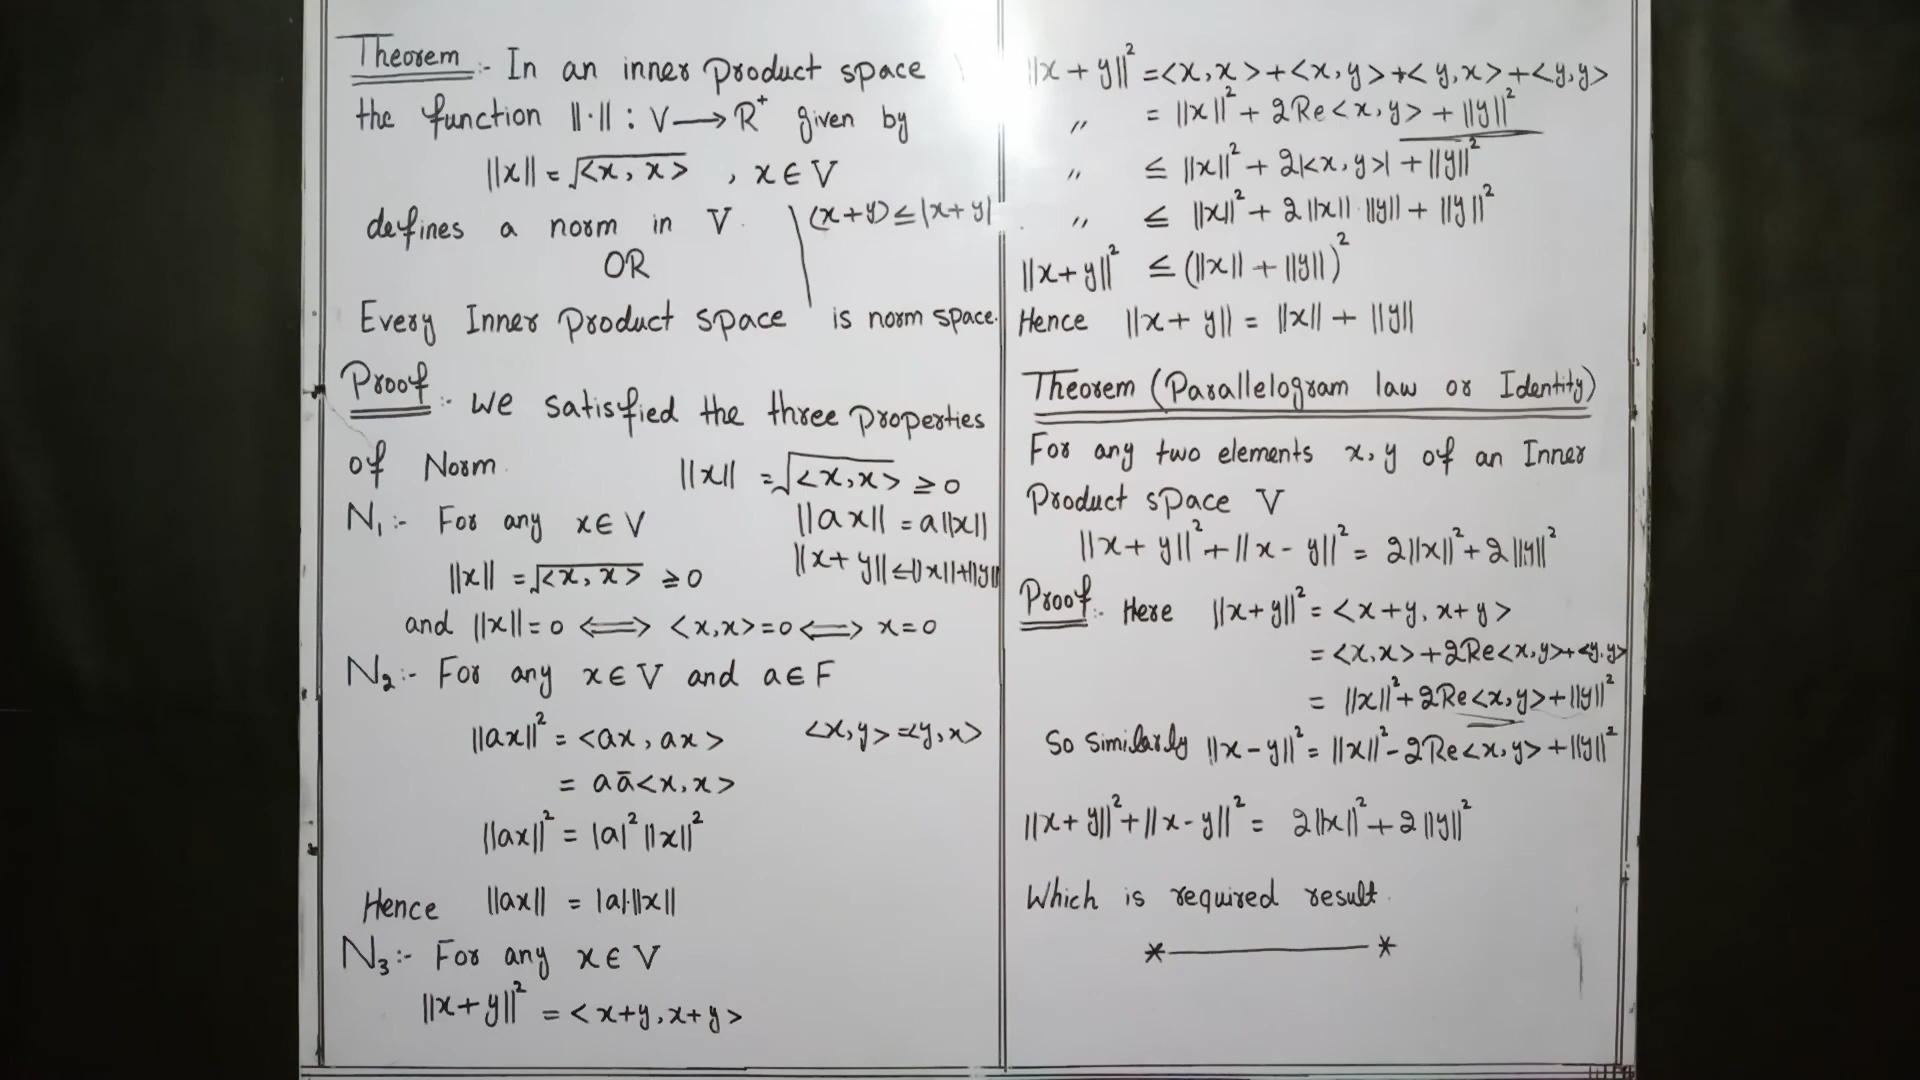 Theorem :- In an inner product space
the function ||·|| : V ⟶ R⁺ given by
||x|| = √<x, x> , x ∈ V
defines a norm in V. (x+y) ≤ |x+y|
OR
Every Inner product space is norm space.
Proof :- We satisfied the three properties
of Norm. ||x|| = √<x,x> ≥ 0
N₁:- For any x ∈ V ||ax|| = a||x||
||x|| = √<x, x> ≥ 0 ||x+y|| ≤ ||x||+||y||
and ||x|| = 0 ⟺ <x,x> = 0 ⟺ x = 0
N₂:- For any x ∈ V and a ∈ F
||ax||² = <ax, ax> <x,y> = <y,x>
= aā<x,x>
||ax||² = |a|² ||x||²
Hence ||ax|| = |a|·||x||
N₃:- For any x ∈ V
||x+y||² = <x+y, x+y>
||x+y||² = <x,x> + <x,y> + <y,x> + <y,y>
〃 = ||x||² + 2Re<x,y> + ||y||²
〃 ≤ ||x||² + 2|<x,y>| + ||y||²
〃 ≤ ||x||² + 2||x||·||y|| + ||y||²
||x+y||² ≤ (||x|| + ||y||)²
Hence ||x+y|| = ||x|| + ||y||
Theorem (Parallelogram law or Identity)
For any two elements x, y of an Inner
Product space V
||x+y||² + ||x-y||² = 2||x||² + 2||y||²
Proof :- Here ||x+y||² = <x+y, x+y>
= <x,x> + 2Re<x,y> + <y,y>
= ||x||² + 2Re<x,y> + ||y||²
So Similarly ||x-y||² = ||x||² - 2Re<x,y> + ||y||²
||x+y||² + ||x-y||² = 2||x||² + 2||y||²
Which is required result.
*———*